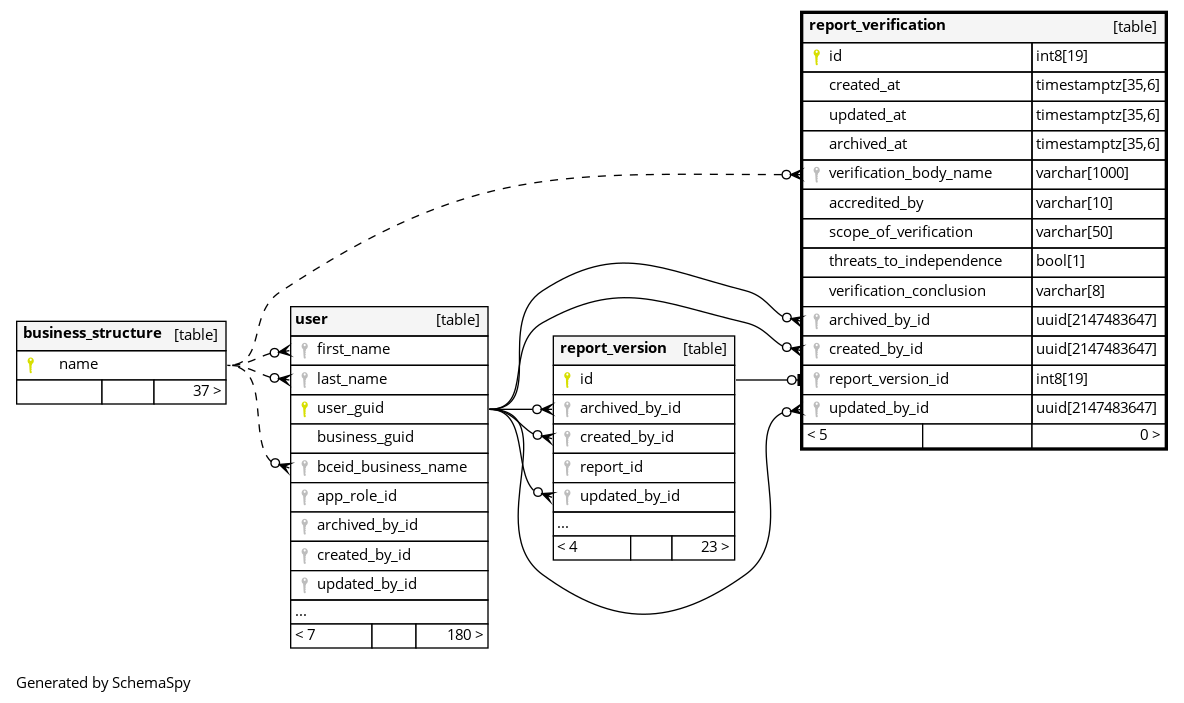 report_verification [table]
id int8[19]
created_at timestamptz[35,6]
updated_at timestamptz[35,6]
archived_at timestamptz[35,6]
verification_body_name varchar[1000]
accredited_by varchar[10]
scope_of_verification varchar[50]
threats_to_independence bool[1]
verification_conclusion varchar[8]
archived_by_id uuid[2147483647]
created_by_id uuid[2147483647]
report_version_id int8[19]
updated_by_id uuid[2147483647]
< 5 0 >
business_structure [table]
name
37 >
user [table]
first_name
last_name
user_guid
business_guid
bceid_business_name
app_role_id
archived_by_id
created_by_id
updated_by_id
...
< 7 180 >
report_version [table]
id
archived_by_id
created_by_id
report_id
updated_by_id
...
< 4 23 >
Generated by SchemaSpy